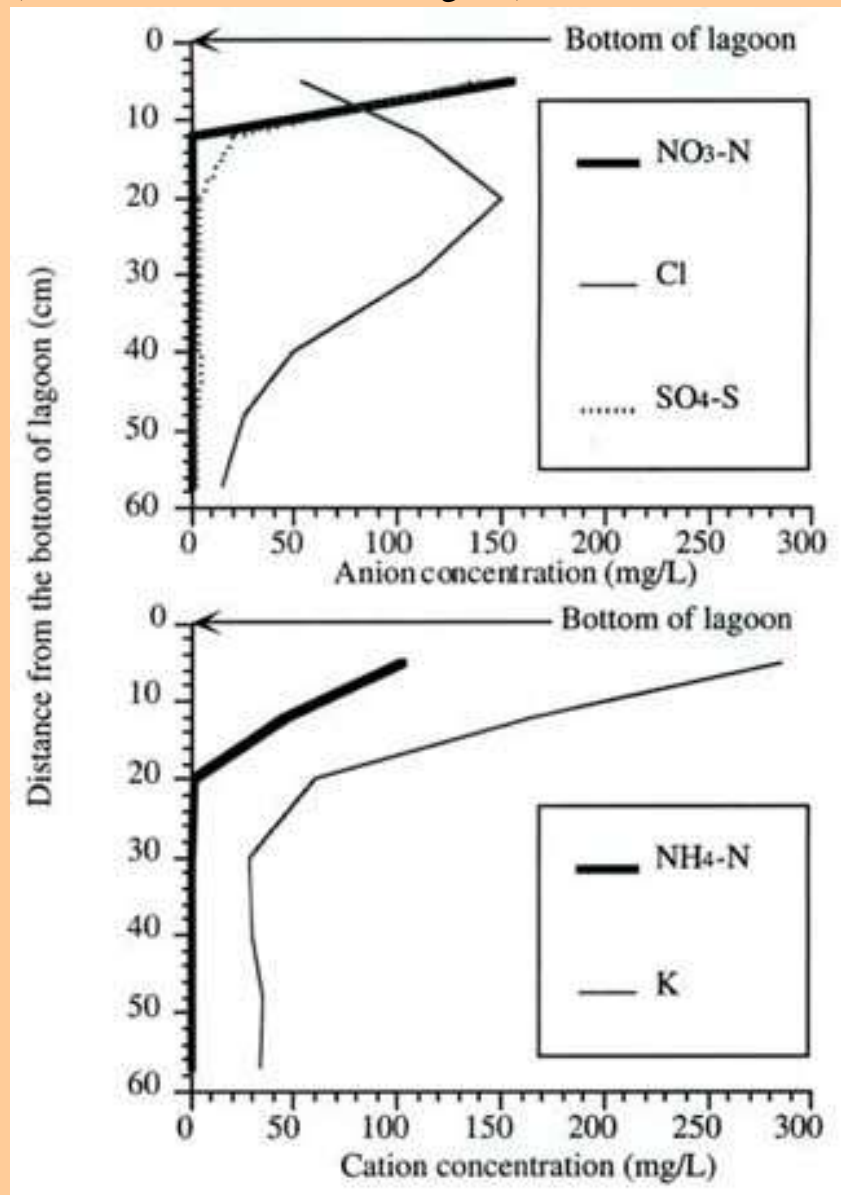 0
Bottom of lagoon
10
20
30
40
50
60
NO3-N
Cl
SO4-S
0 50 100 150 200 250 300
Anion concentration (mg/L)
Distance from the bottom of lagoon (cm)
0
Bottom of lagoon
10
20
30
40
50
60
NH4-N
K
0 50 100 150 200 250 300
Cation concentration (mg/L)